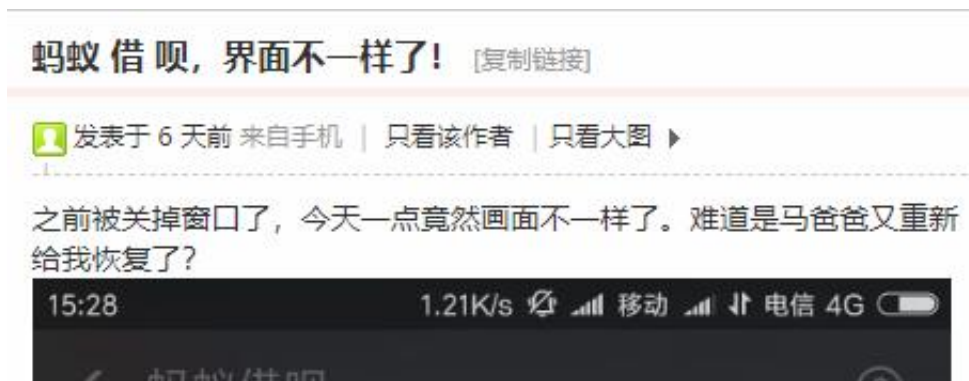 蚂蚁 借 呗，界面不一样了！ [复制链接]
发表于 6 天前 来自手机 | 只看该作者 | 只看大图
之前被关掉窗口了，今天一点竟然画面不一样了。难道是马爸爸又重新
给我恢复了？
15:28 1.21K/s 移动 电信 4G
蚂蚁借呗